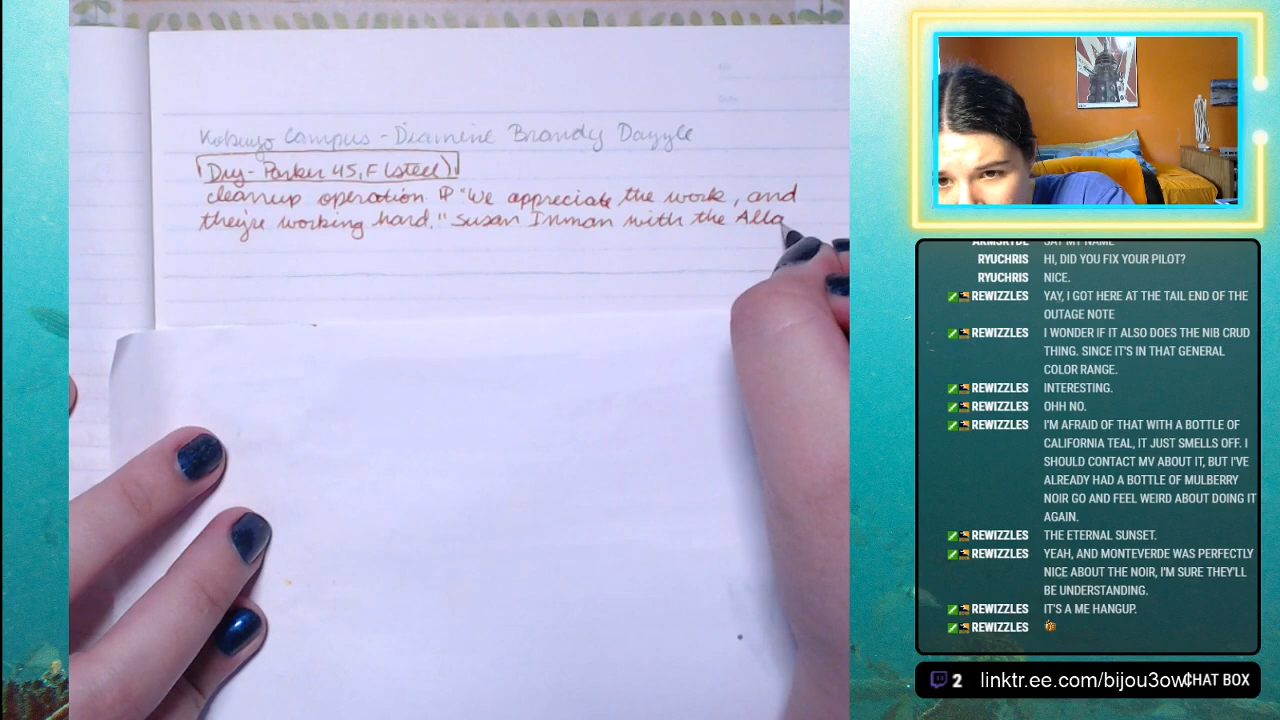 Kokuyo Campus - Diamine Brandy Dazzle
Dry - Parker 45, F (steel)
cleanup operation ¶ "We appreciate the work, and
they're working hard." Susan Inman with the Alla
SAY MY NAME
RYUCHRIS HI, DID YOU FIX YOUR PILOT?
RYUCHRIS NICE.
REWIZZLES YAY, I GOT HERE AT THE TAIL END OF THE
OUTAGE NOTE
REWIZZLES I WONDER IF IT ALSO DOES THE NIB CRUD
THING. SINCE IT'S IN THAT GENERAL
COLOR RANGE.
REWIZZLES INTERESTING.
REWIZZLES OHH NO.
REWIZZLES I'M AFRAID OF THAT WITH A BOTTLE OF
CALIFORNIA TEAL, IT JUST SMELLS OFF. I
SHOULD CONTACT MV ABOUT IT, BUT I'VE
ALREADY HAD A BOTTLE OF MULBERRY
NOIR GO AND FEEL WEIRD ABOUT DOING IT
AGAIN.
REWIZZLES THE ETERNAL SUNSET.
REWIZZLES YEAH, AND MONTEVERDE WAS PERFECTLY
NICE ABOUT THE NOIR, I'M SURE THEY'LL
BE UNDERSTANDING.
REWIZZLES IT'S A ME HANGUP.
REWIZZLES
2 linktr.ee.com/bijou3owl CHAT BOX